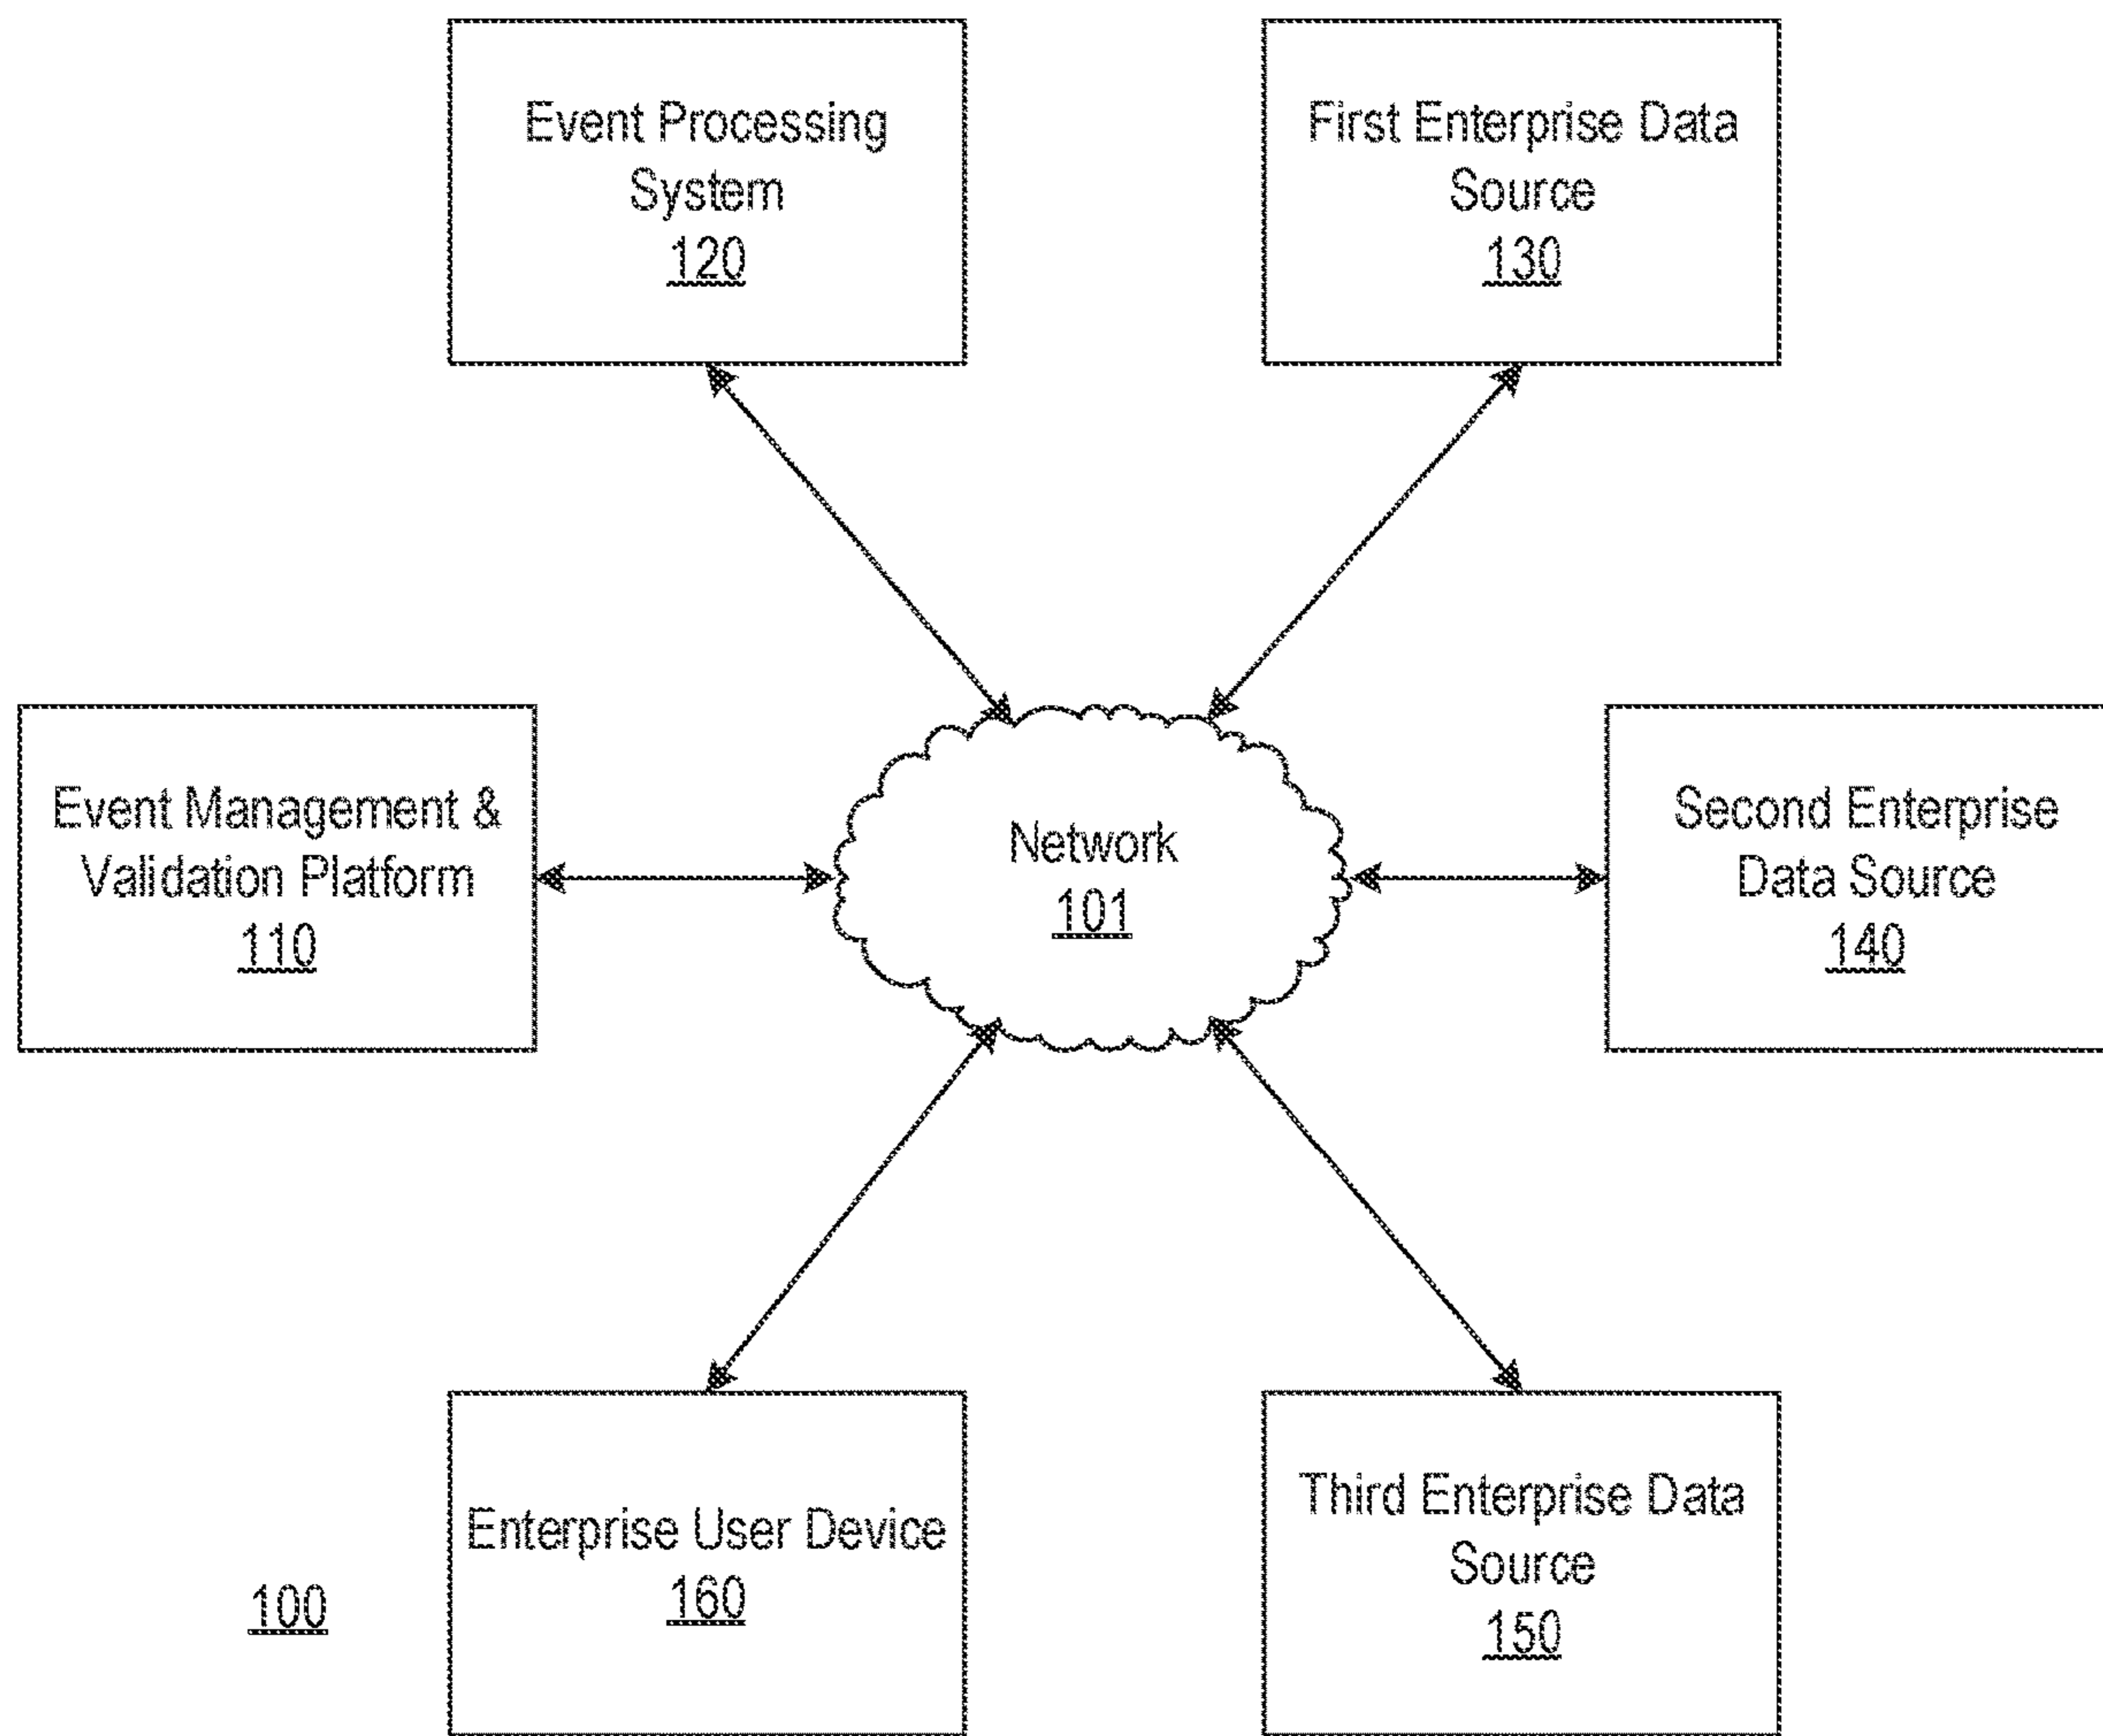 Event Processing
System
120
First Enterprise Data
Source
130
Event Management &
Validation Platform
110
Network
101
Second Enterprise
Data Source
140
Enterprise User Device
160
Third Enterprise Data
Source
150
100